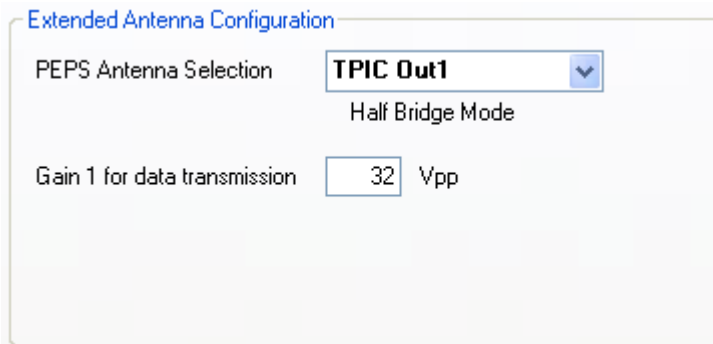 Extended Antenna Configuration
PEPS Antenna Selection TPIC Out1
Half Bridge Mode
Gain 1 for data transmission 32 Vpp